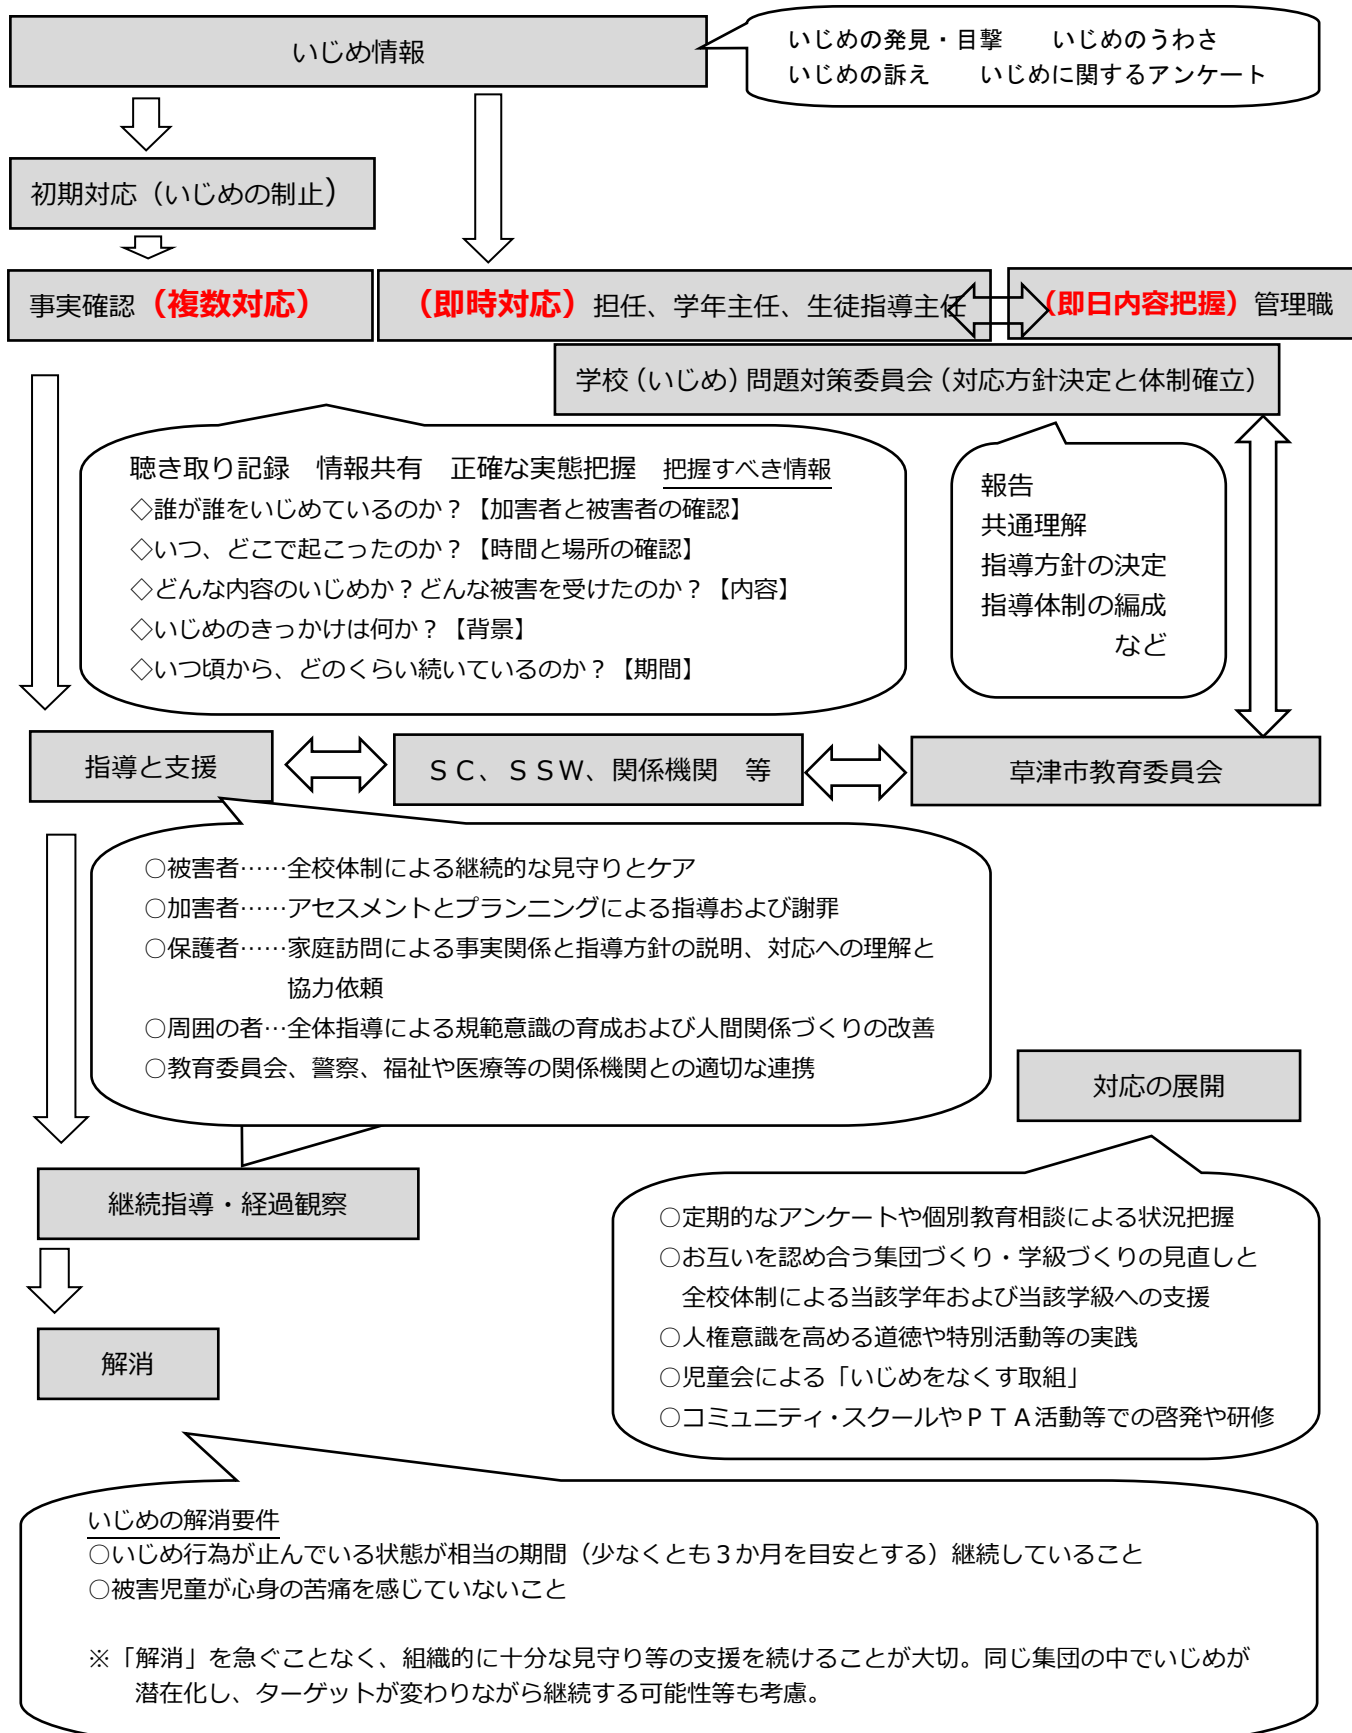 いじめ情報
いじめの発見・目撃　いじめのうわさ
いじめの訴え　いじめに関するアンケート
初期対応（いじめの制止）
事実確認（複数対応）
（即時対応）担任、学年主任、生徒指導主任
（即日内容把握）管理職
学校（いじめ）問題対策委員会（対応方針決定と体制確立）
聴き取り記録　情報共有　正確な実態把握　把握すべき情報
◇誰が誰をいじめているのか？【加害者と被害者の確認】
◇いつ、どこで起こったのか？【時間と場所の確認】
◇どんな内容のいじめか？どんな被害を受けたのか？【内容】
◇いじめのきっかけは何か？【背景】
◇いつ頃から、どのくらい続いているのか？【期間】
報告
共通理解
指導方針の決定
指導体制の編成
など
指導と支援
ＳＣ、ＳＳＷ、関係機関　等
草津市教育委員会
○被害者……全校体制による継続的な見守りとケア
○加害者……アセスメントとプランニングによる指導および謝罪
○保護者……家庭訪問による事実関係と指導方針の説明、対応への理解と
協力依頼
○周囲の者…全体指導による規範意識の育成および人間関係づくりの改善
○教育委員会、警察、福祉や医療等の関係機関との適切な連携
対応の展開
継続指導・経過観察
○定期的なアンケートや個別教育相談による状況把握
○お互いを認め合う集団づくり・学級づくりの見直しと
全校体制による当該学年および当該学級への支援
○人権意識を高める道徳や特別活動等の実践
○児童会による「いじめをなくす取組」
○コミュニティ・スクールやＰＴＡ活動等での啓発や研修
解消
いじめの解消要件
○いじめ行為が止んでいる状態が相当の期間（少なくとも３か月を目安とする）継続していること
○被害児童が心身の苦痛を感じていないこと
※「解消」を急ぐことなく、組織的に十分な見守り等の支援を続けることが大切。同じ集団の中でいじめが
潜在化し、ターゲットが変わりながら継続する可能性等も考慮。